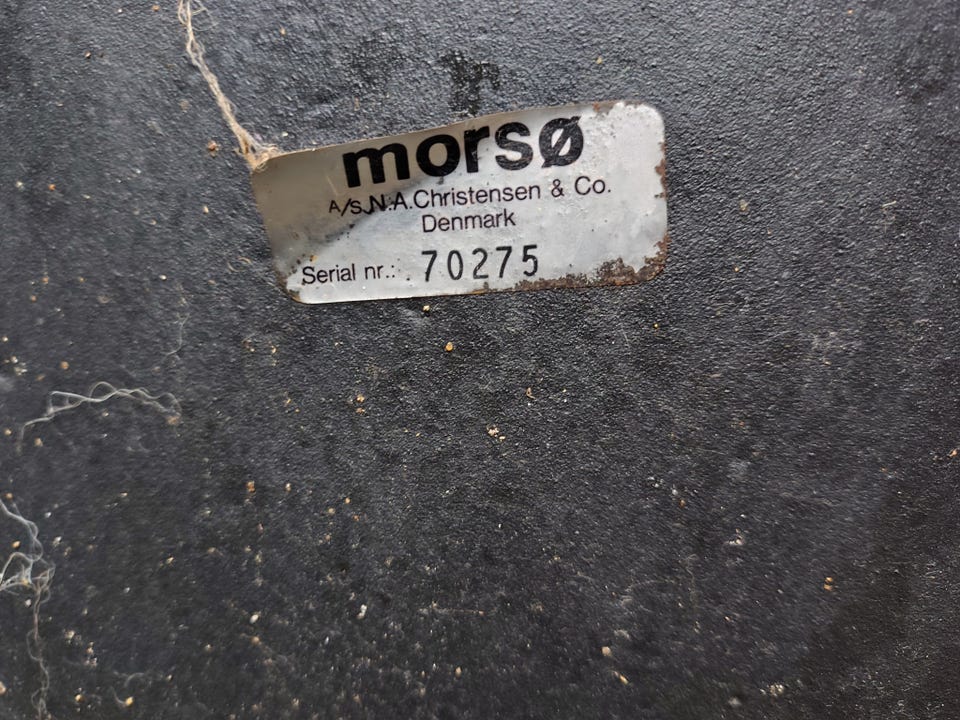 morsø
A/s N.A.Christensen & Co.
Denmark
Serial nr.: 70275